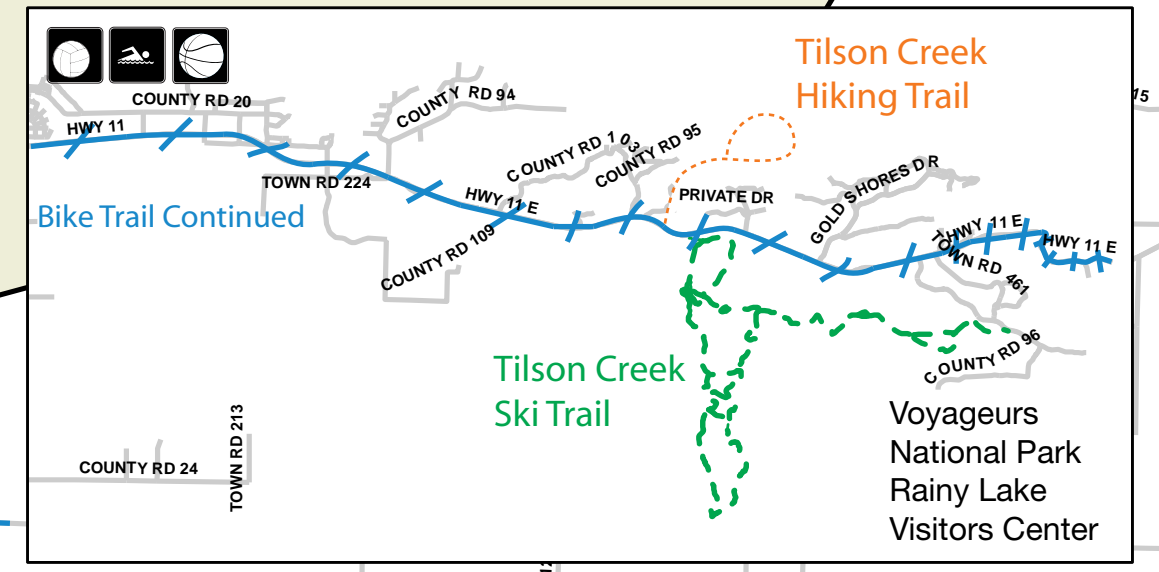 COUNTY RD 20
HWY 11
COUNTY RD 94
Tilson Creek
Hiking Trail
15
COUNTY RD 103
COUNTY RD 95
TOWN RD 224
HWY 11 E
PRIVATE DR
GOLD SHORES DR
Bike Trail Continued
COUNTY RD 109
HWY 11 E
HWY 11 E
TOWN RD 461
Tilson Creek
Ski Trail
COUNTY RD 96
Voyageurs
National Park
Rainy Lake
Visitors Center
COUNTY RD 24
TOWN RD 213